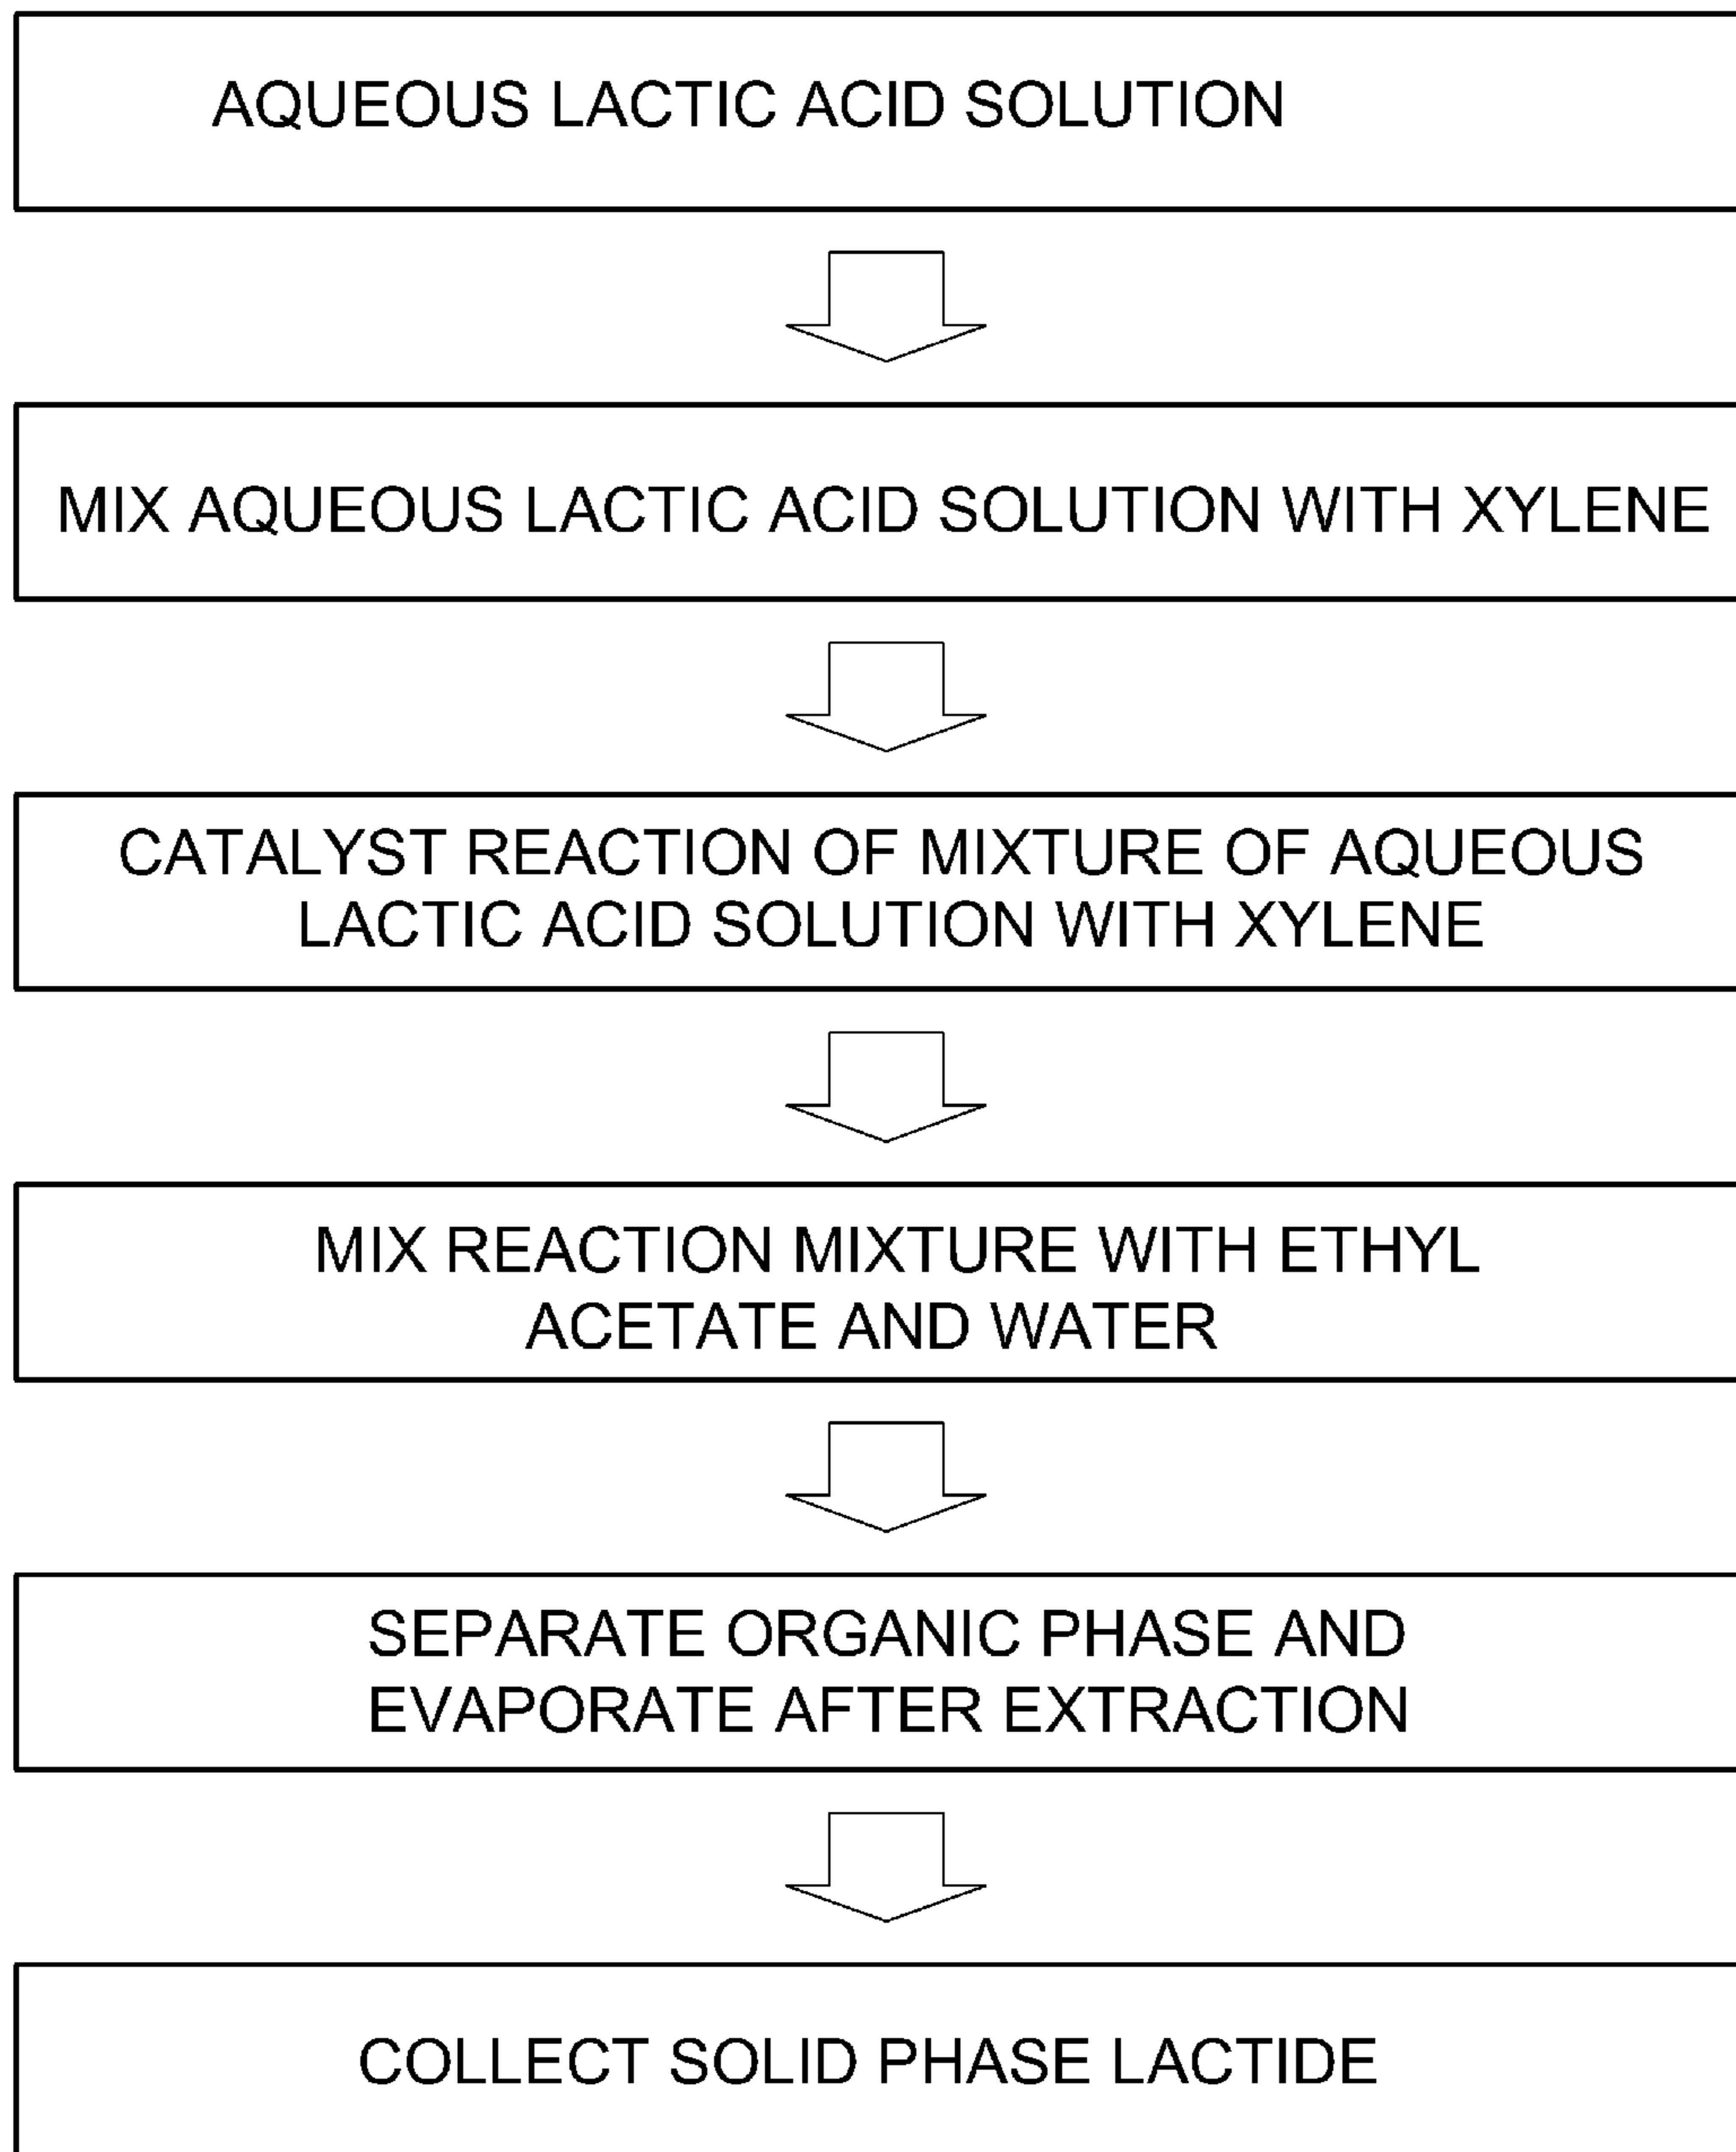 AQUEOUS LACTIC ACID SOLUTION
MIX AQUEOUS LACTIC ACID SOLUTION WITH XYLENE
CATALYST REACTION OF MIXTURE OF AQUEOUS
LACTIC ACID SOLUTION WITH XYLENE
MIX REACTION MIXTURE WITH ETHYL
ACETATE AND WATER
SEPARATE ORGANIC PHASE AND
EVAPORATE AFTER EXTRACTION
COLLECT SOLID PHASE LACTIDE